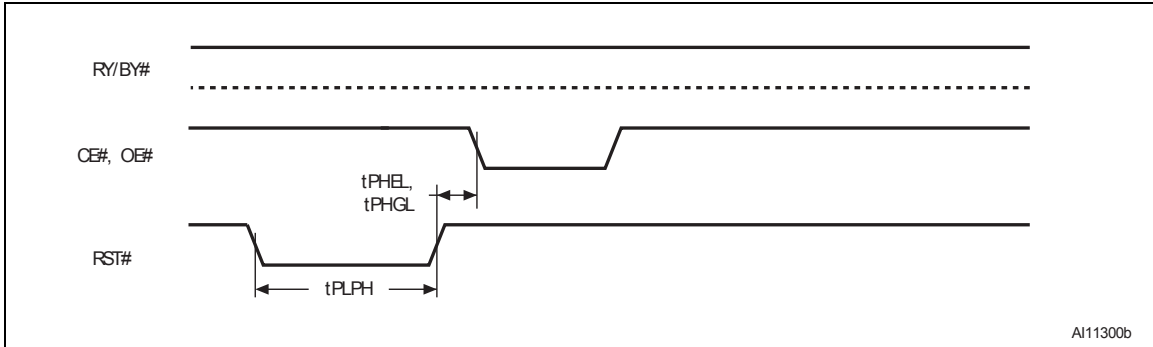 RY/BY#
CE#, OE#
tPHEL,
tPHGL
RST#
tPLPH
AI11300b